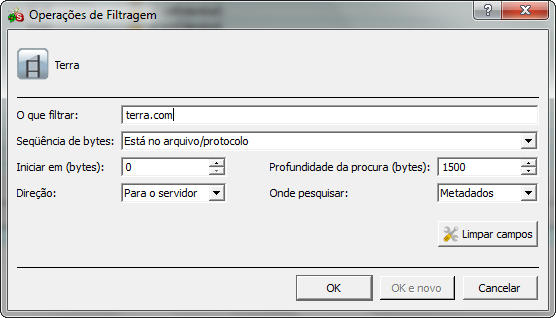 Operações de Filtragem
Terra
O que filtrar: terra.com
Seqüência de bytes: Está no arquivo/protocolo
Iniciar em (bytes): 0 Profundidade da procura (bytes): 1500
Direção: Para o servidor Onde pesquisar: Metadados
Limpar campos
OK OK e novo Cancelar